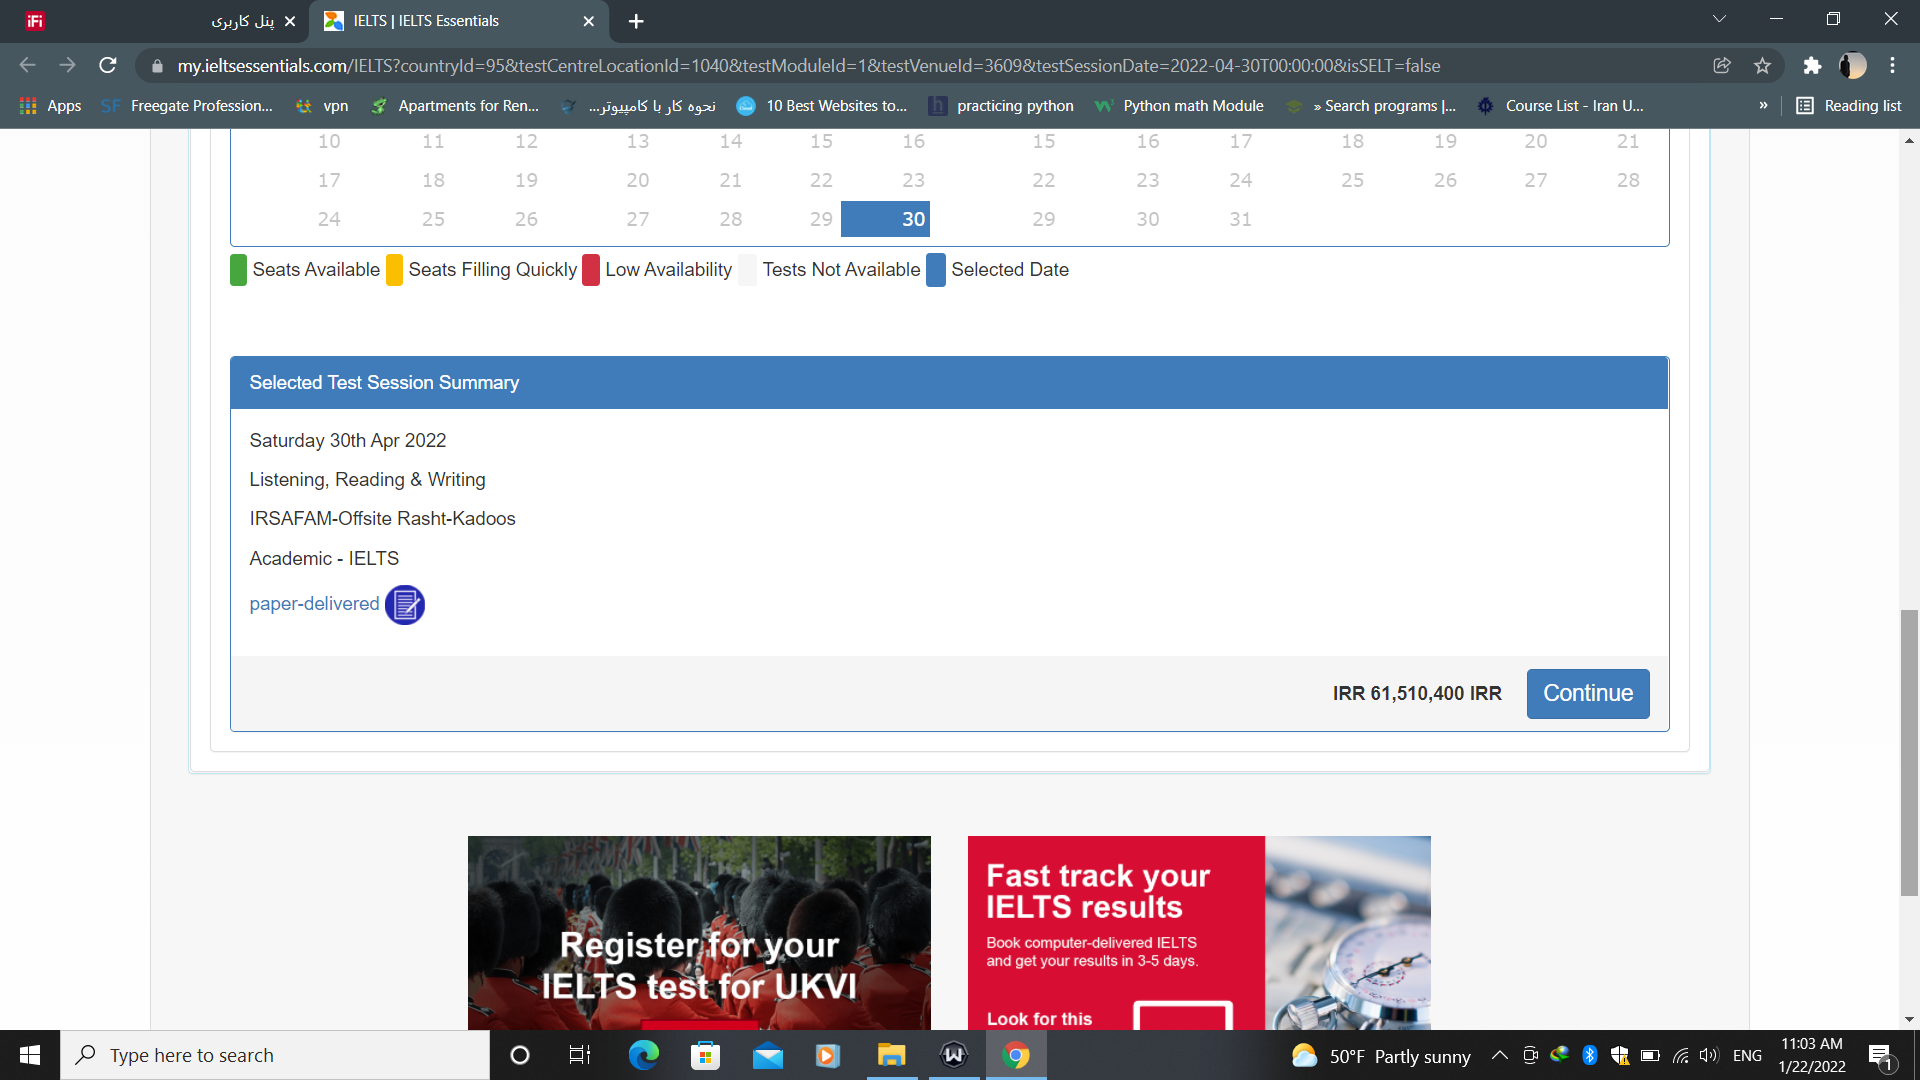 iFi پنل کاربری IELTS | IELTS Essentials
my.ieltsessentials.com/IELTS?countryId=95&testCentreLocationId=1040&testModuleId=1&testVenueId=3609&testSessionDate=2022-04-30T00:00:00&isSELT=false
Apps SF Freegate Profession... vpn Apartments for Ren... نحوه کار با کامپیوتر... 10 Best Websites to... h practicing python Python math Module » Search programs |... Course List - Iran U... » Reading list
10 11 12 13 14 15 16 15 16 17 18 19 20 21
17 18 19 20 21 22 23 22 23 24 25 26 27 28
24 25 26 27 28 29 30 29 30 31
Seats Available Seats Filling Quickly Low Availability Tests Not Available Selected Date
Selected Test Session Summary
Saturday 30th Apr 2022
Listening, Reading & Writing
IRSAFAM-Offsite Rasht-Kadoos
Academic - IELTS
paper-delivered
IRR 61,510,400 IRR Continue
Register for your
IELTS test for UKVI
Fast track your
IELTS results
Book computer-delivered IELTS
and get your results in 3-5 days.
Look for this
Type here to search
50°F Partly sunny ENG
11:03 AM
1/22/2022
1